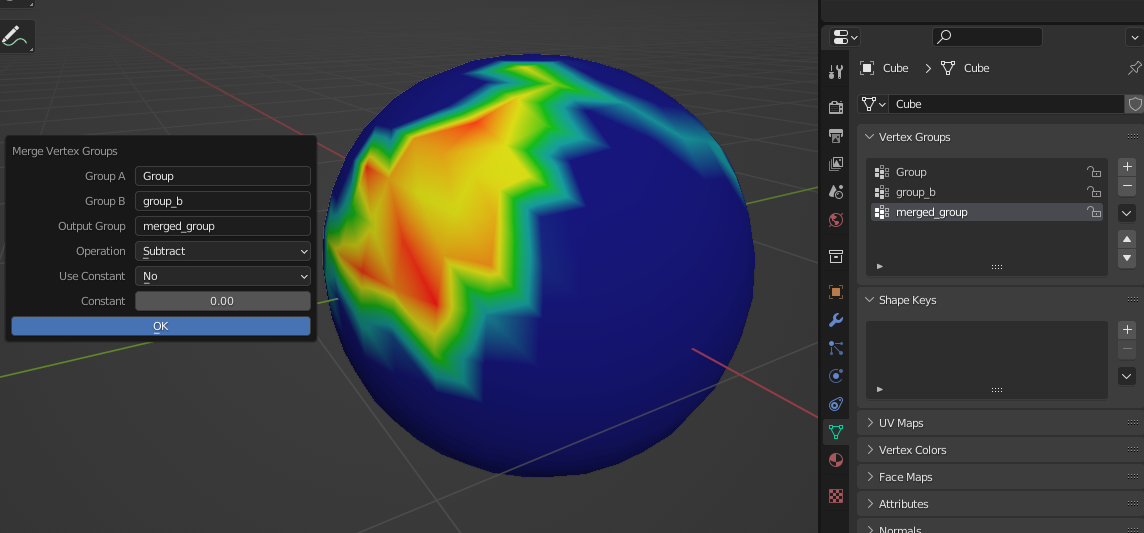 Merge Vertex Groups
Group A Group
Group B group_b
Output Group merged_group
Operation Subtract
Use Constant No
Constant 0.00
OK
Cube > Cube
Cube
Vertex Groups
Group
group_b
merged_group
Shape Keys
UV Maps
Vertex Colors
Face Maps
Attributes
Normals